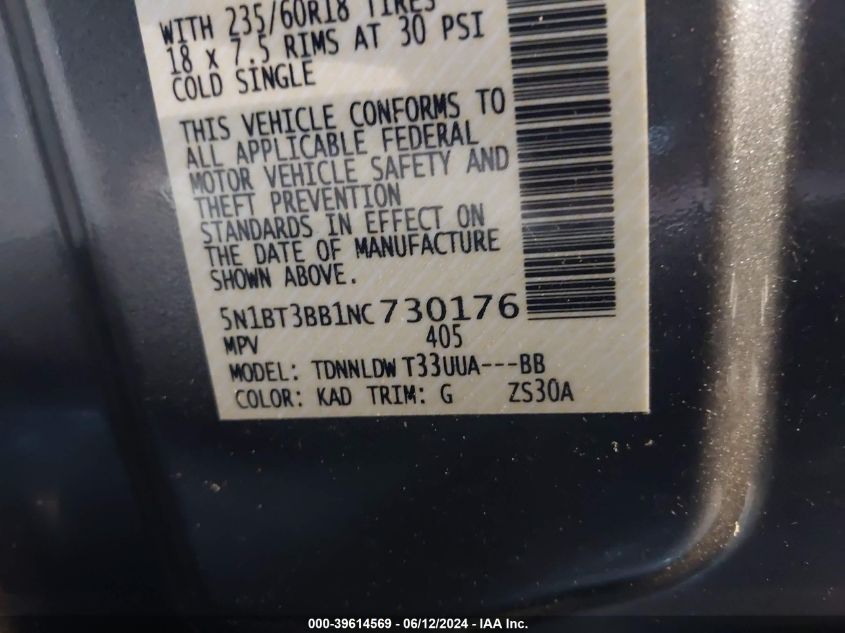 WITH 235/60R18 TIRES
18 x 7.5 RIMS AT 30 PSI
COLD SINGLE
THIS VEHICLE CONFORMS TO
ALL APPLICABLE FEDERAL
MOTOR VEHICLE SAFETY AND
THEFT PREVENTION
STANDARDS IN EFFECT ON
THE DATE OF MANUFACTURE
SHOWN ABOVE.
5N1BT3BB1NC730176
MPV 405
MODEL: TDNNLDW T33UUA---BB
COLOR: KAD TRIM: G ZS30A
000-39614569 - 06/12/2024 - IAA Inc.